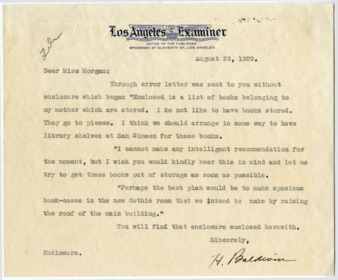 File
Los Angeles Examiner
OFFICE OF THE PUBLISHER
BROADWAY AT ELEVENTH ST., LOS ANGELES
August 29, 1929.
Dear Miss Morgan:
Through error letter was sent to you without
enclosure which began "Enclosed is a list of books belonging to
my mother which are stored. I do not like to have books stored.
They go to pieces. I think we should arrange in some way to have
library shelves at San Simeon for these books.
"I cannot make any intelligent recommendation for
the moment, but I wish you would kindly bear this in mind and let us
try to get these books out of storage as soon as possible.
"Perhaps the best plan would be to make spacious
book-cases in the new Gothic room that we intend to make by raising
the roof of the main building."
You will find that enclosure enclosed herewith.
Sincerely,
H. Baldwin
Enclosure.